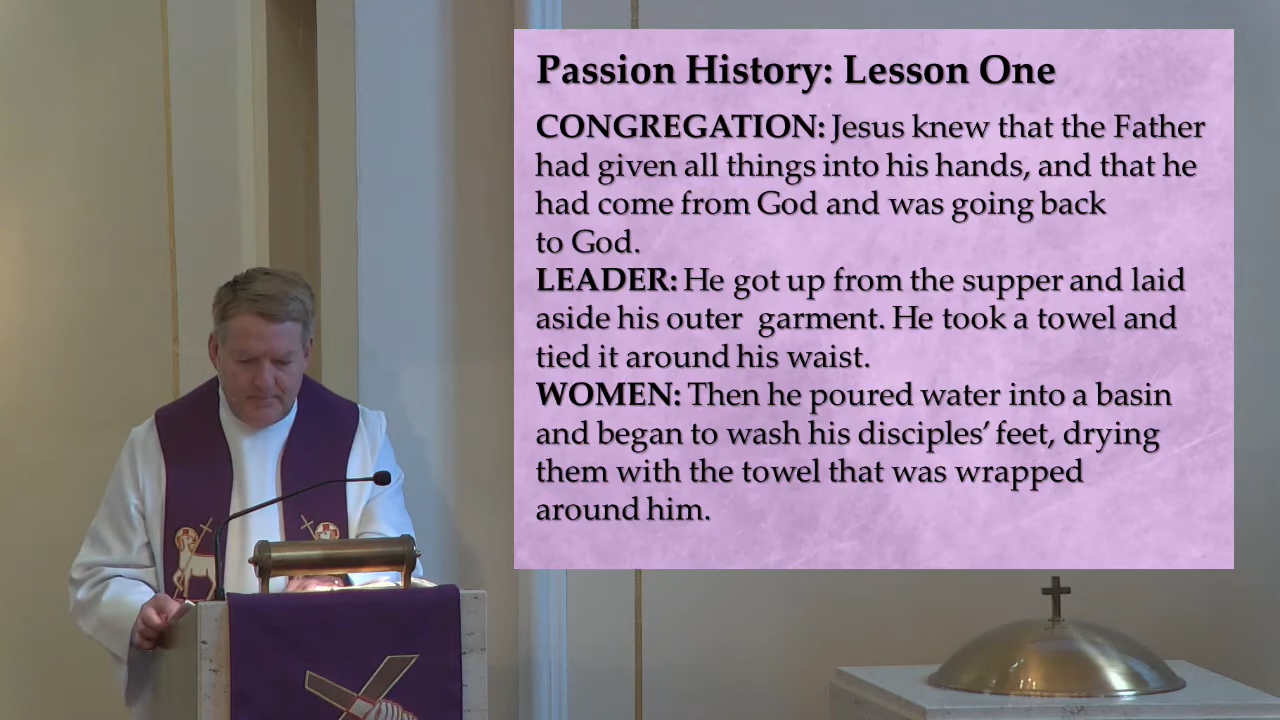 Passion History: Lesson One
CONGREGATION: Jesus knew that the Father
had given all things into his hands, and that he
had come from God and was going back
to God.
LEADER: He got up from the supper and laid
aside his outer  garment. He took a towel and
tied it around his waist.
WOMEN: Then he poured water into a basin
and began to wash his disciples’ feet, drying
them with the towel that was wrapped
around him.